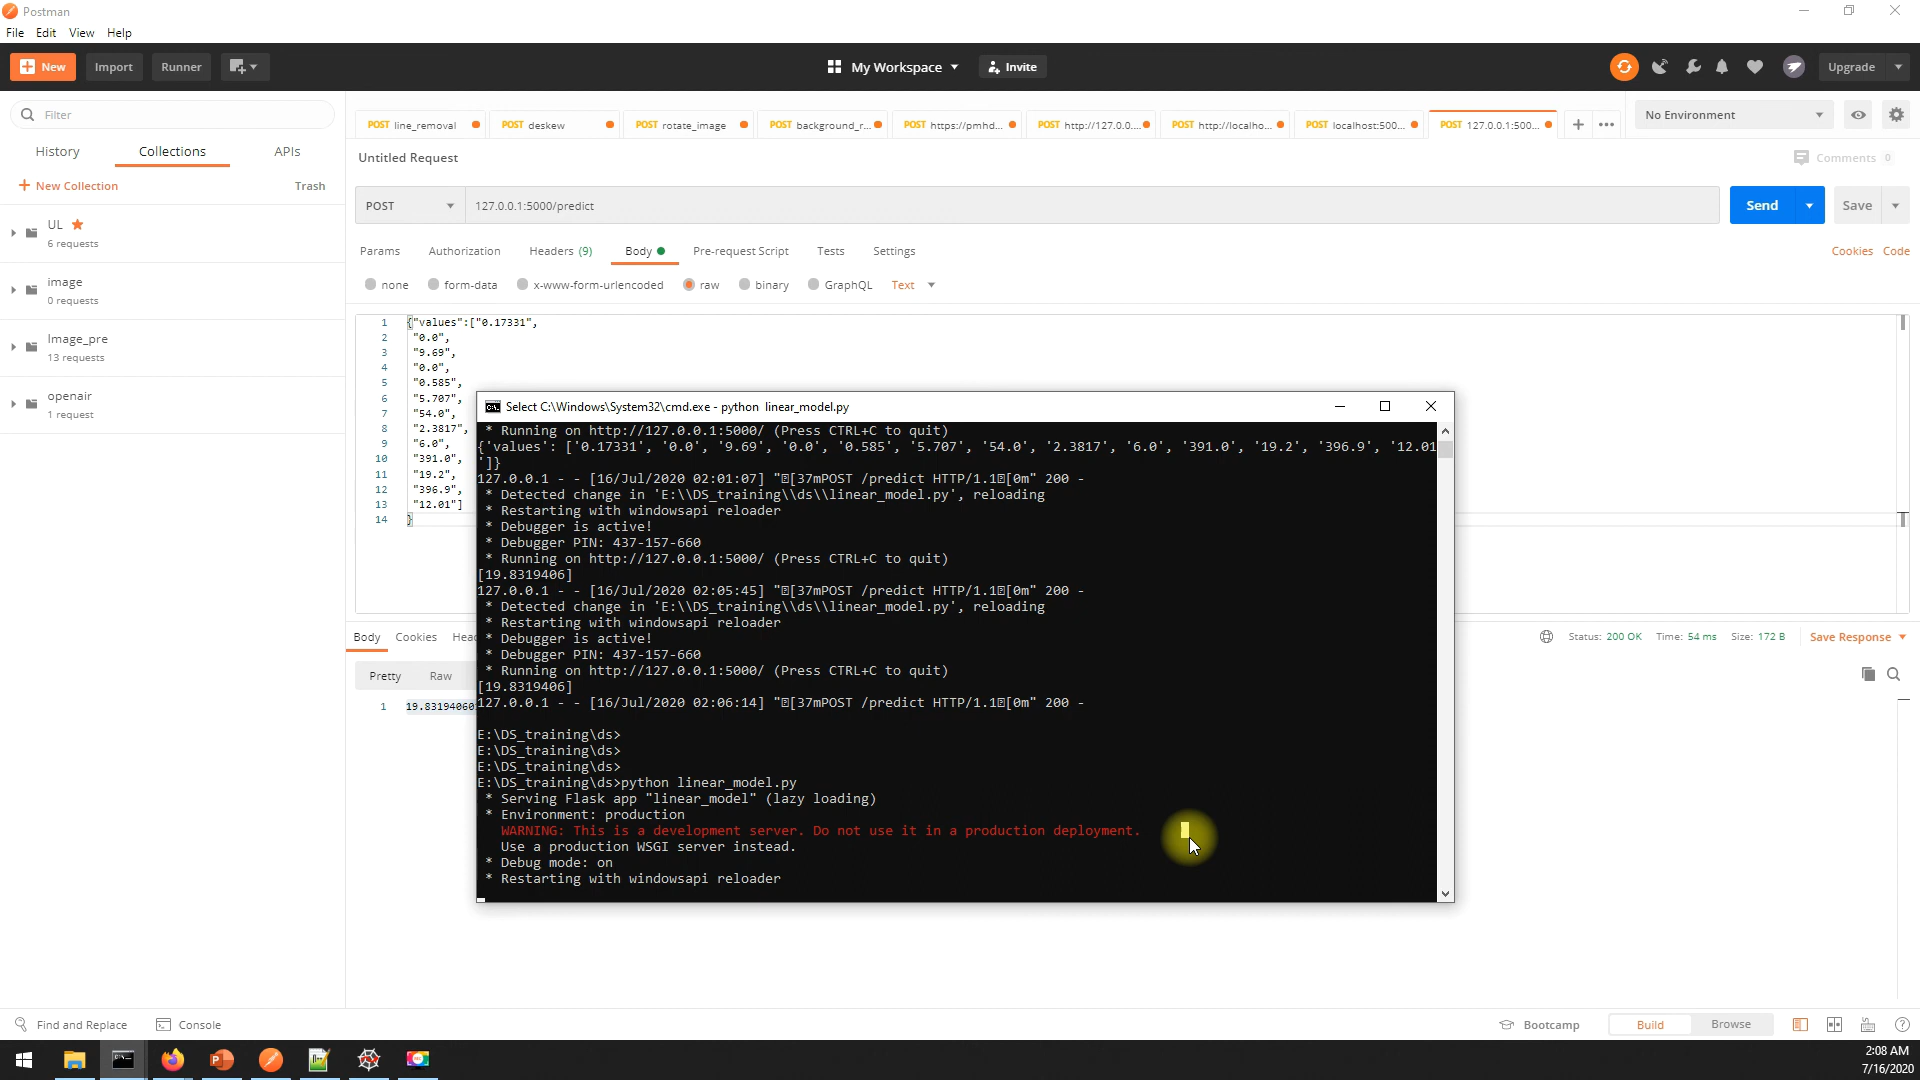 Postman
File Edit View Help
New Import Runner My Workspace Invite Upgrade
Filter
History Collections APIs
New Collection Trash
UL
6 requests
image
0 requests
Image_pre
13 requests
openair
1 request
POST line_removal POST deskew POST rotate_image POST background_r... POST https://pmhd... POST http://127.0.0.... POST http://localho... POST localhost:500... POST 127.0.0.1:500... No Environment
Untitled Request Comments 0
POST 127.0.0.1:5000/predict Send Save
Params Authorization Headers (9) Body Pre-request Script Tests Settings Cookies Code
none form-data x-www-form-urlencoded raw binary GraphQL Text
1 {"values":["0.17331",
2 "0.0",
3 "9.69",
4 "0.0",
5 "0.585",
6 "5.707",
7 "54.0",
8 "2.3817",
9 "6.0",
10 "391.0",
11 "19.2",
12 "396.9",
13 "12.01"]
14 }
Select C:\Windows\System32\cmd.exe - python linear_model.py
* Running on http://127.0.0.1:5000/ (Press CTRL+C to quit)
{'values': ['0.17331', '0.0', '9.69', '0.0', '0.585', '5.707', '54.0', '2.3817', '6.0', '391.0', '19.2', '396.9', '12.01
']}
127.0.0.1 - - [16/Jul/2020 02:01:07] "[37mPOST /predict HTTP/1.1[0m" 200 -
* Detected change in 'E:\\DS_training\\ds\\linear_model.py', reloading
* Restarting with windowsapi reloader
* Debugger is active!
* Debugger PIN: 437-157-660
* Running on http://127.0.0.1:5000/ (Press CTRL+C to quit)
[19.8319406]
127.0.0.1 - - [16/Jul/2020 02:05:45] "[37mPOST /predict HTTP/1.1[0m" 200 -
* Detected change in 'E:\\DS_training\\ds\\linear_model.py', reloading
* Restarting with windowsapi reloader
* Debugger is active!
* Debugger PIN: 437-157-660
* Running on http://127.0.0.1:5000/ (Press CTRL+C to quit)
[19.8319406]
127.0.0.1 - - [16/Jul/2020 02:06:14] "[37mPOST /predict HTTP/1.1[0m" 200 -
E:\DS_training\ds>
E:\DS_training\ds>
E:\DS_training\ds>
E:\DS_training\ds>python linear_model.py
* Serving Flask app "linear_model" (lazy loading)
* Environment: production
WARNING: This is a development server. Do not use it in a production deployment.
Use a production WSGI server instead.
* Debug mode: on
* Restarting with windowsapi reloader
Body Cookies Status: 200 OK Time: 54 ms Size: 172 B Save Response
Pretty Raw
1 19.8319406
Find and Replace Console Bootcamp Build Browse
2:08 AM
7/16/2020